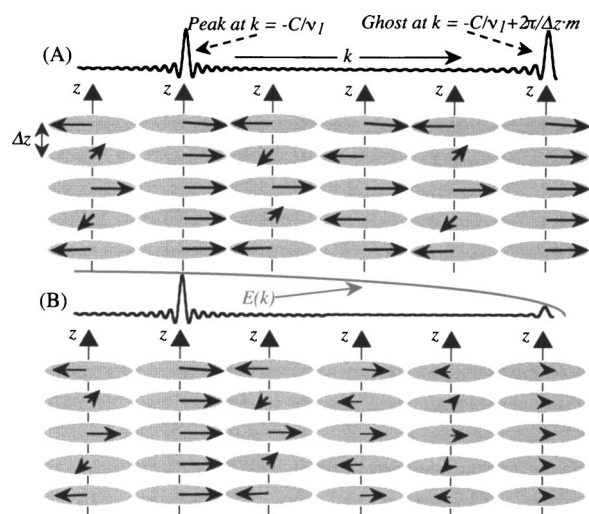 Peak at k = -C/ν1 Ghost at k = -C/ν1+2π/Δz·m
(A)
k
z z z z z z
Δz
(B)
E(k)
z z z z z z